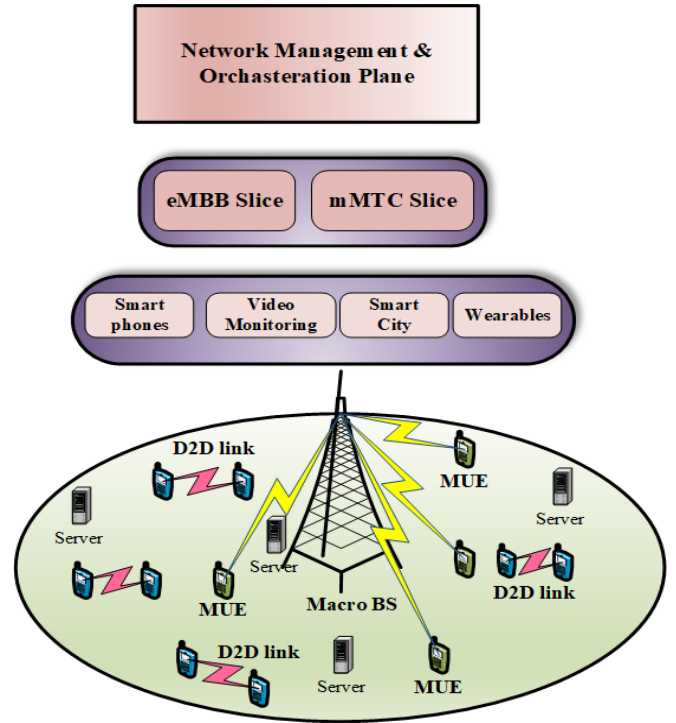 Network Management &
Orchasteration Plane
eMBB Slice
mMTC Slice
Smart
phones
Video
Monitoring
Smart
City
Wearables
D2D link
MUE
Server
Server
Server
D2D link
MUE
Macro BS
D2D link
Server
MUE